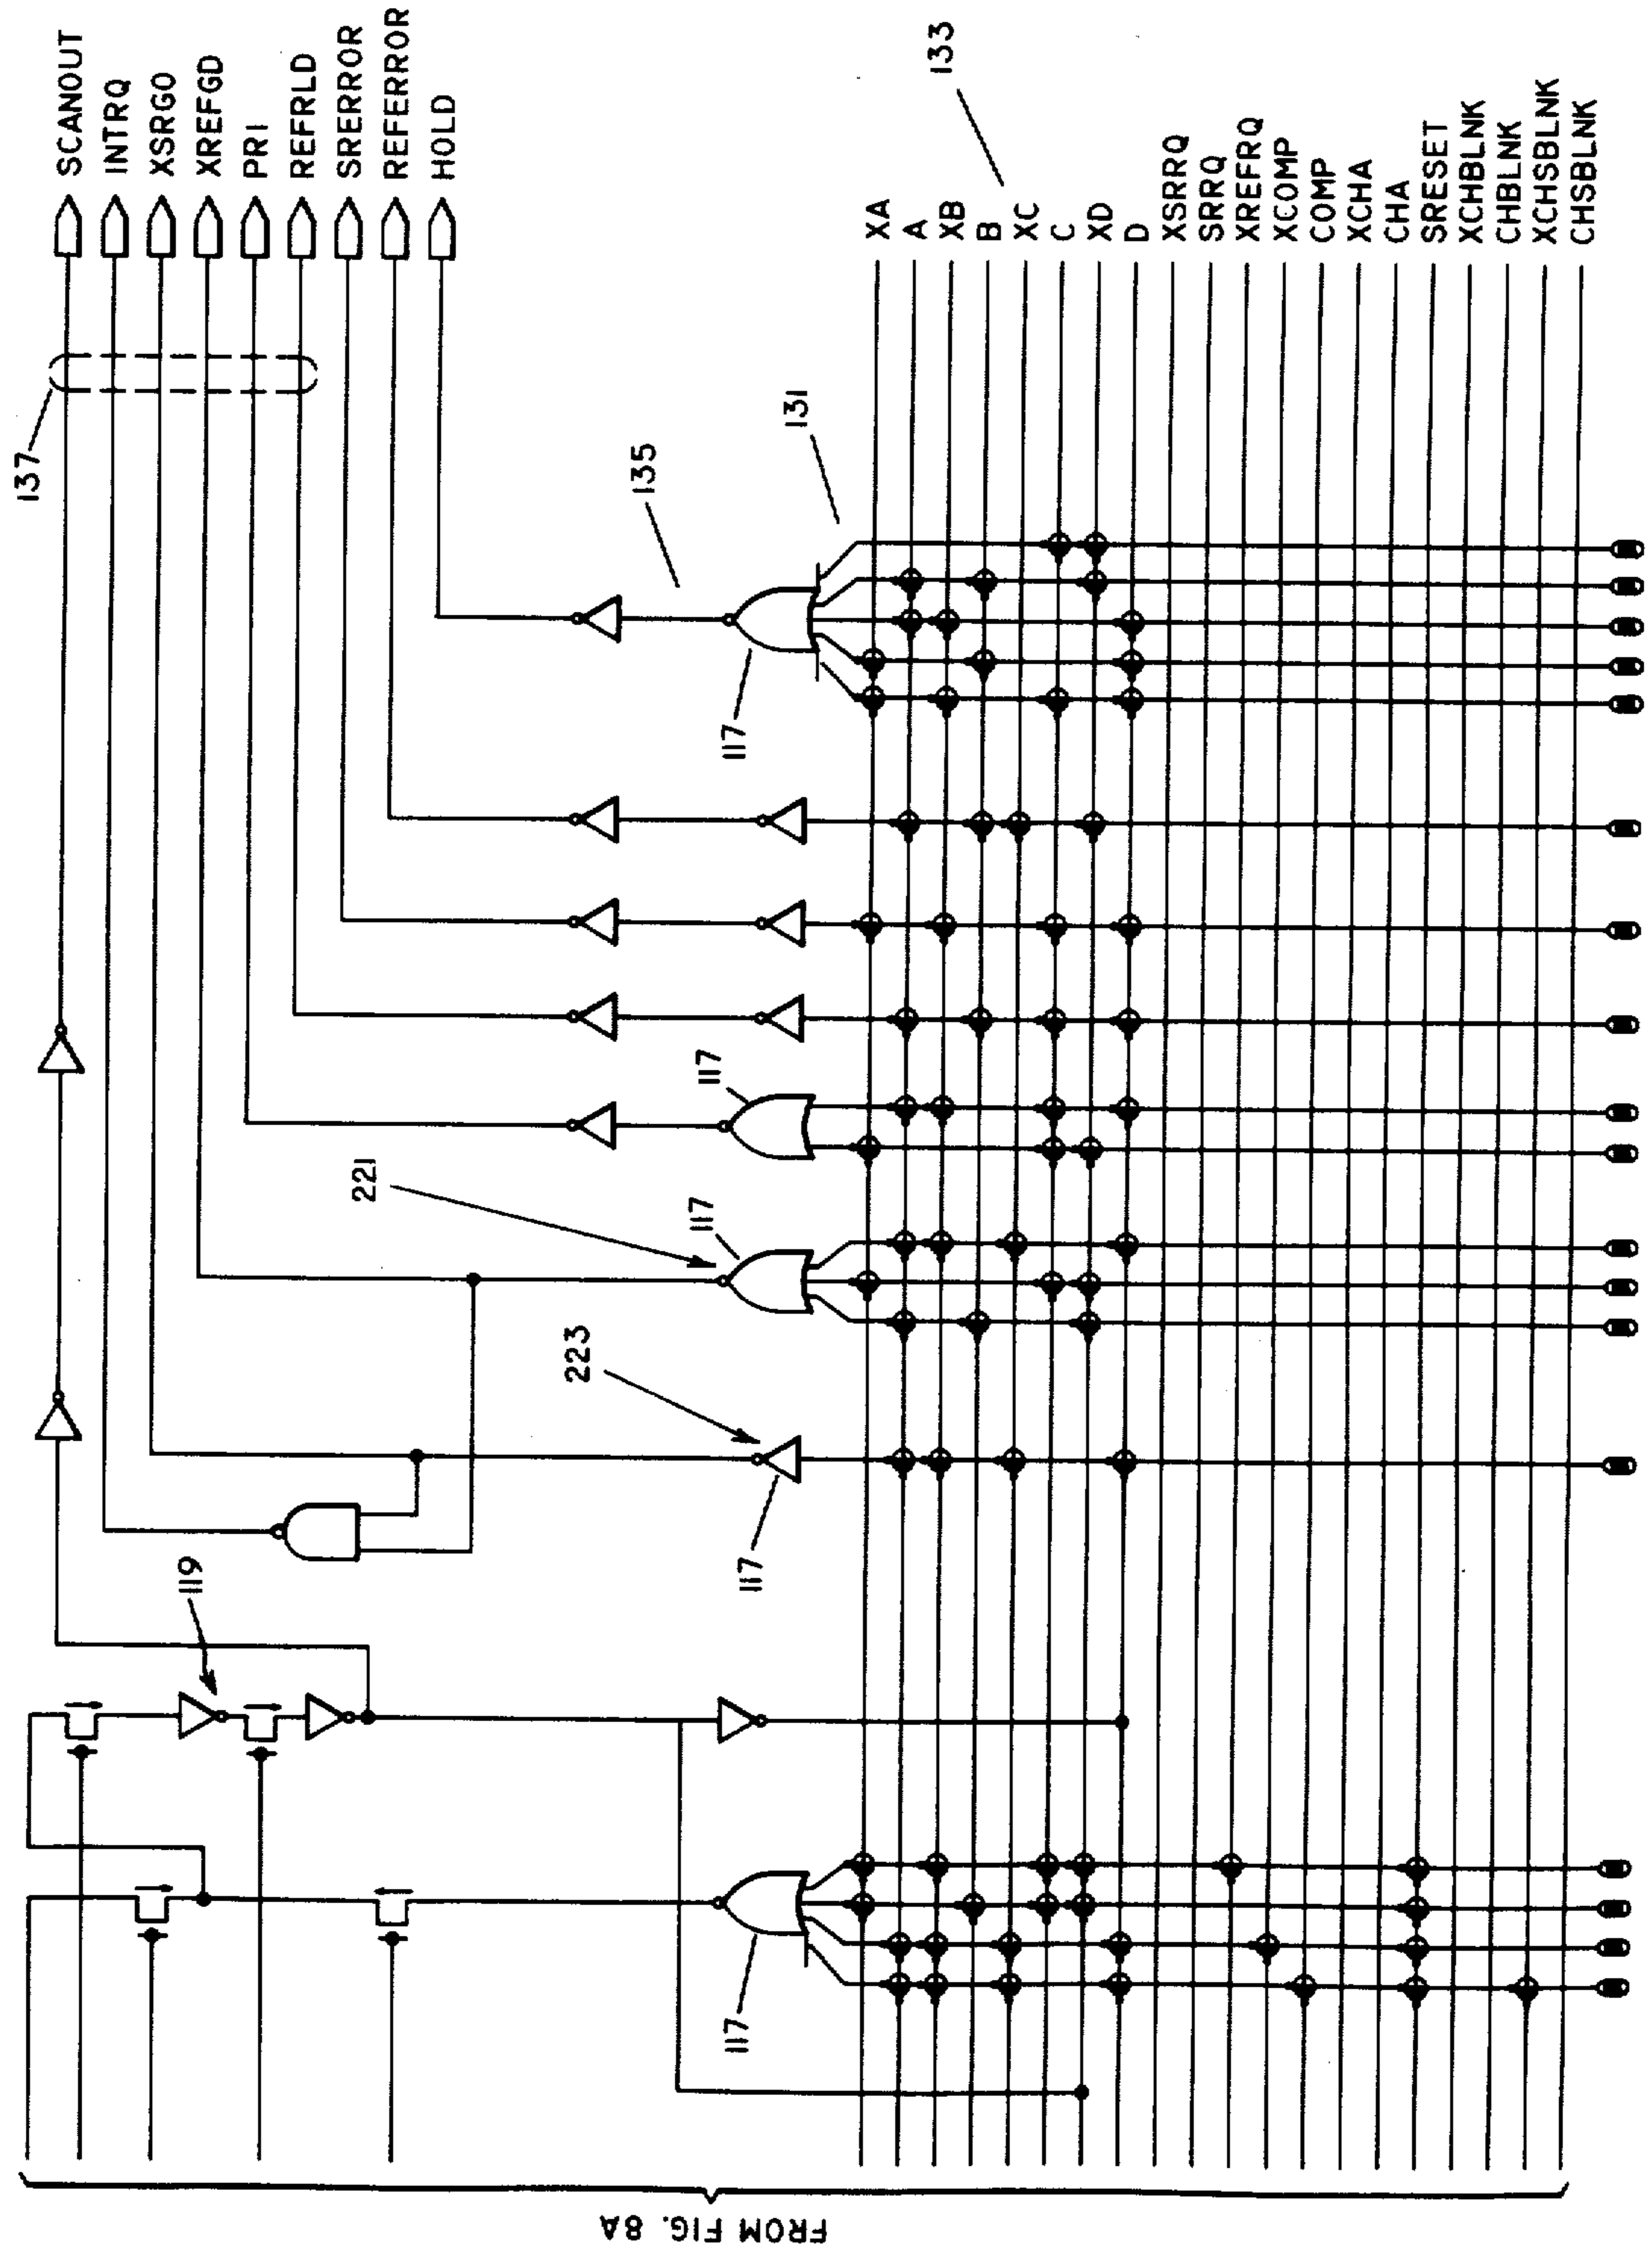 137
SCANOUT
INTRQ
XSRGO
XREFGD
PRI
REFRLD
SRERROR
REFERROR
HOLD
135
131
133
117
117
221
117
223
117
119
117
XA
A
XB
B
XC
C
XD
D
XSRRQ
SRRQ
XREFRQ
XCOMP
COMP
XCHA
CHA
SRESET
XCHBLNK
CHBLNK
XCHSBLNK
CHSBLNK
FROM FIG. 8A